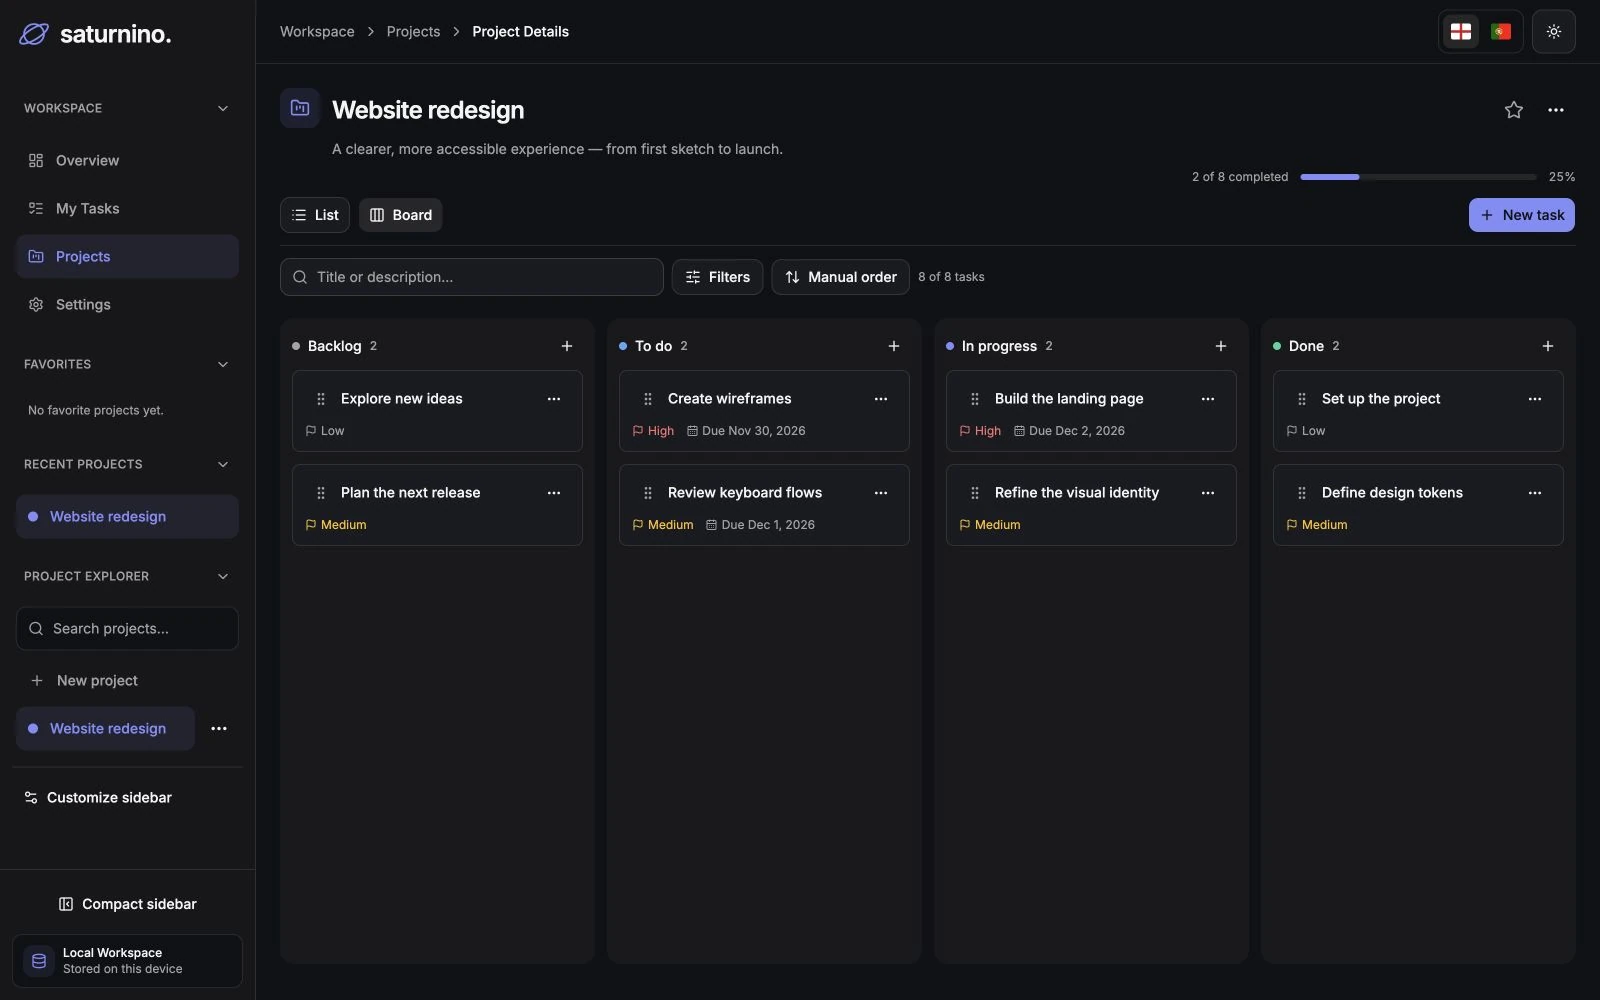 saturnino.
WORKSPACE
Overview
My Tasks
Projects
Settings
FAVORITES
No favorite projects yet.
RECENT PROJECTS
Website redesign
PROJECT EXPLORER
Search projects...
New project
Website redesign
Customize sidebar
Compact sidebar
Local Workspace
Stored on this device
Workspace > Projects > Project Details
Website redesign
A clearer, more accessible experience — from first sketch to launch.
2 of 8 completed 25%
List Board
New task
Title or description... Filters Manual order 8 of 8 tasks
Backlog 2
Explore new ideas
Low
Plan the next release
Medium
To do 2
Create wireframes
High Due Nov 30, 2026
Review keyboard flows
Medium Due Dec 1, 2026
In progress 2
Build the landing page
High Due Dec 2, 2026
Refine the visual identity
Medium
Done 2
Set up the project
Low
Define design tokens
Medium